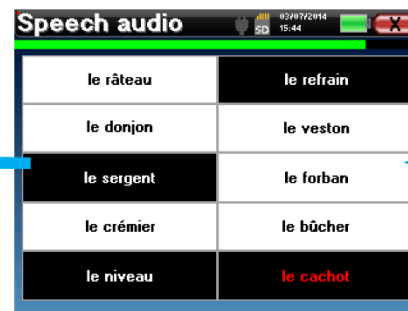 Speech audio
SD
03/07/2014
15:44
X
le râteau
le refrain
le donjon
le veston
le sergent
le forban
le crémier
le bûcher
le niveau
le cachot